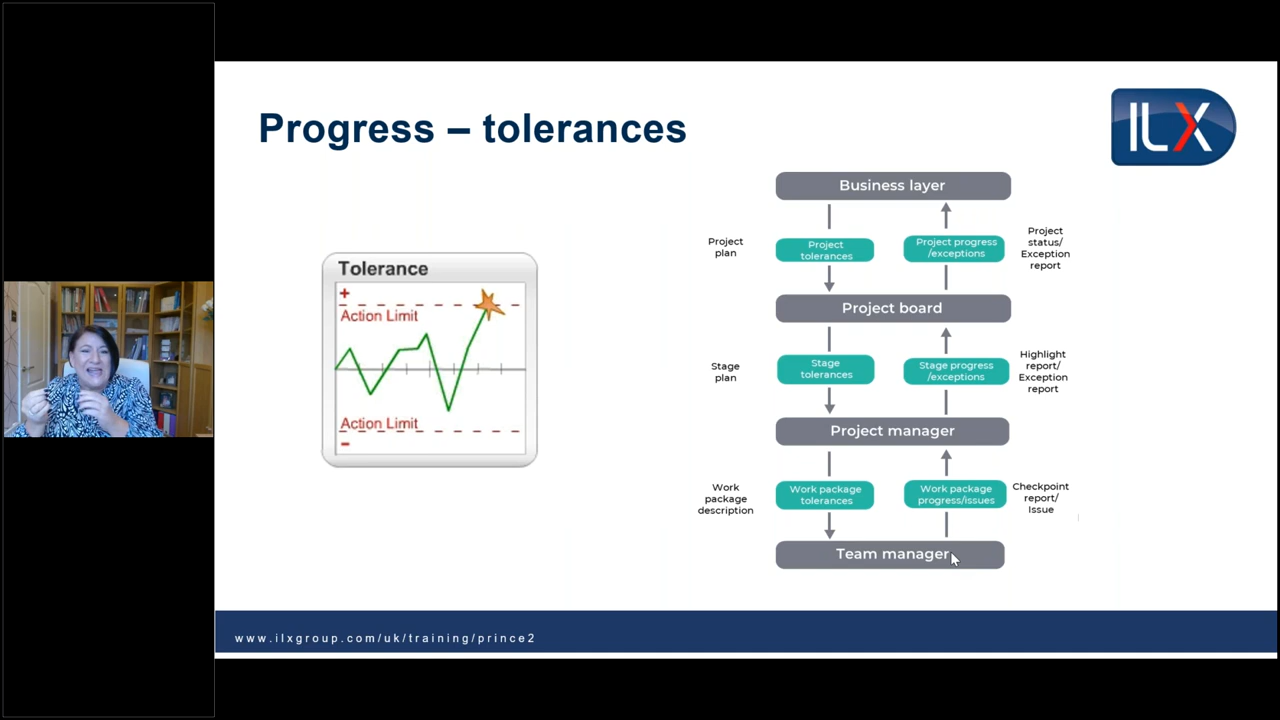 Progress – tolerances
ILX
Tolerance
+
Action Limit
Action Limit
–
Business layer
Project
plan
Project
tolerances
Project progress
/exceptions
Project
status/
Exception
report
Project board
Stage
plan
Stage
tolerances
Stage progress
/exceptions
Highlight
report/
Exception
report
Project manager
Work
package
description
Work package
tolerances
Work package
progress/issues
Checkpoint
report/
Issue
Team manager
www.ilxgroup.com/uk/training/prince2